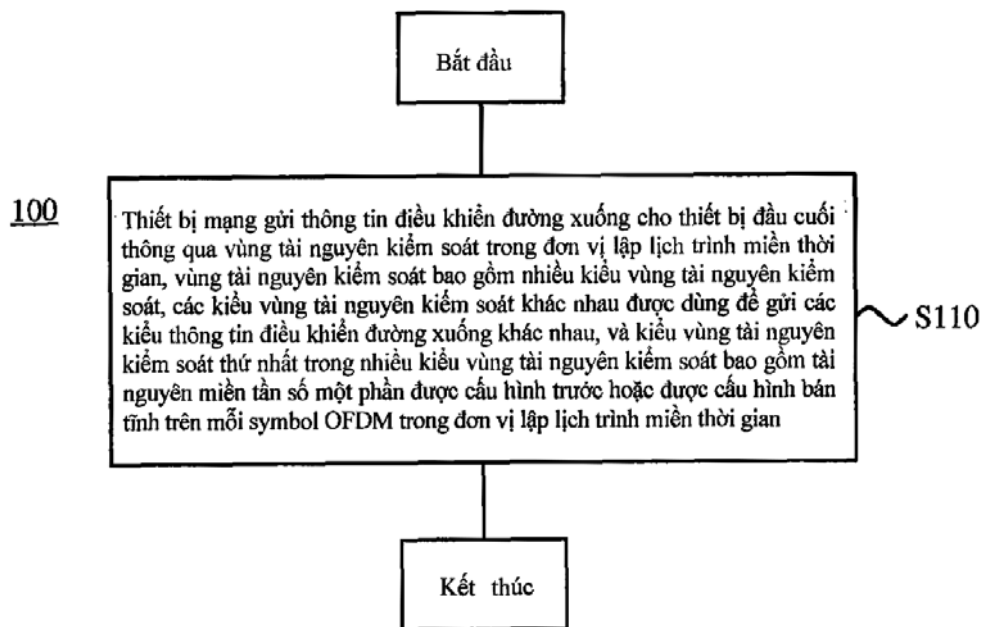 Bắt đầu
100
Thiết bị mạng gửi thông tin điều khiển đường xuống cho thiết bị đầu cuối
thông qua vùng tài nguyên kiểm soát trong đơn vị lập lịch trình miền thời
gian, vùng tài nguyên kiểm soát bao gồm nhiều kiểu vùng tài nguyên kiểm
soát, các kiểu vùng tài nguyên kiểm soát khác nhau được dùng để gửi các
kiểu thông tin điều khiển đường xuống khác nhau, và kiểu vùng tài nguyên
kiểm soát thứ nhất trong nhiều kiểu vùng tài nguyên kiểm soát bao gồm tài
nguyên miền tần số một phần được cấu hình trước hoặc được cấu hình bán
tĩnh trên mỗi symbol OFDM trong đơn vị lập lịch trình miền thời gian
S110
Kết thúc